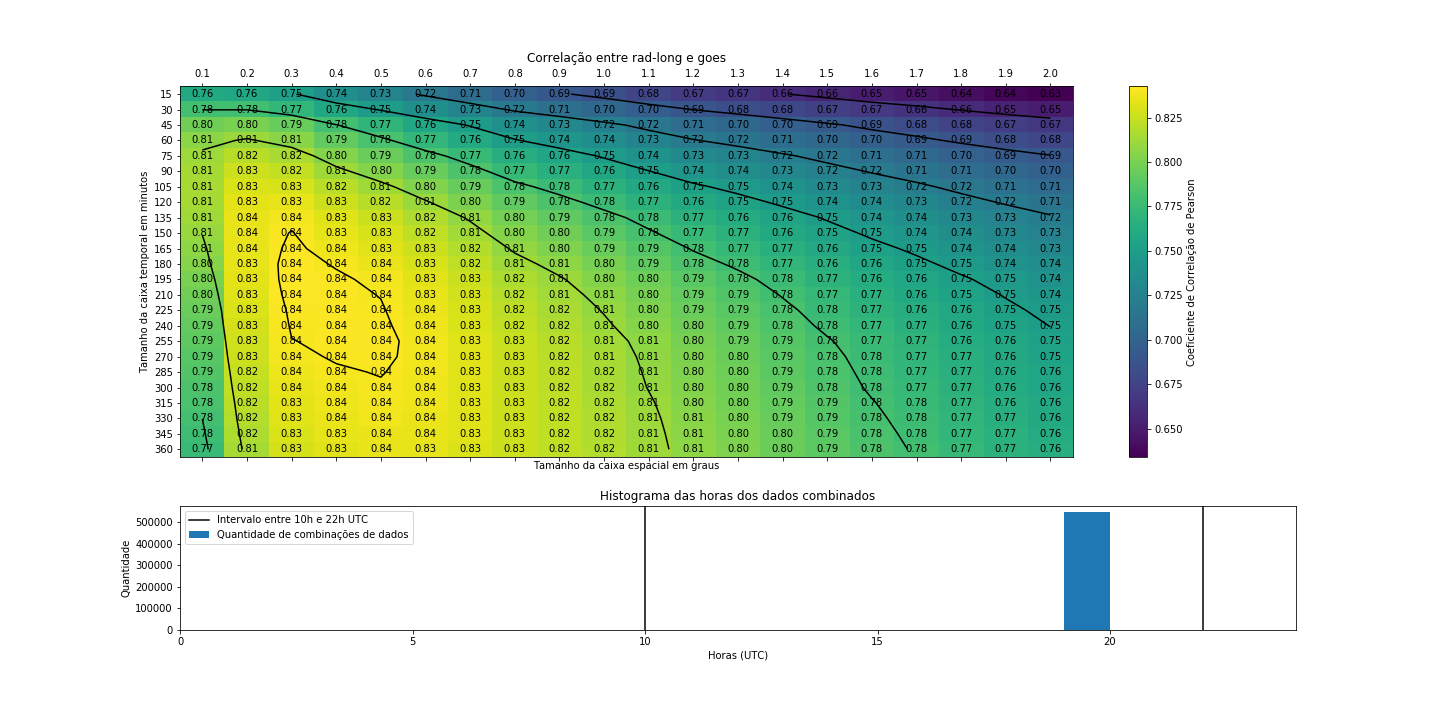 Correlação entre rad-long e goes
0.1 0.2 0.3 0.4 0.5 0.6 0.7 0.8 0.9 1.0 1.1 1.2 1.3 1.4 1.5 1.6 1.7 1.8 1.9 2.0
15 0.76 0.76 0.75 0.74 0.73 0.72 0.71 0.70 0.69 0.69 0.68 0.67 0.67 0.66 0.66 0.65 0.65 0.64 0.64 0.63
30 0.78 0.78 0.77 0.76 0.75 0.74 0.73 0.72 0.71 0.70 0.70 0.69 0.68 0.68 0.67 0.67 0.66 0.66 0.65 0.65
45 0.80 0.80 0.79 0.78 0.77 0.76 0.75 0.74 0.73 0.72 0.72 0.71 0.70 0.70 0.69 0.69 0.68 0.68 0.67 0.67
60 0.81 0.81 0.81 0.79 0.78 0.77 0.76 0.75 0.74 0.74 0.73 0.72 0.72 0.71 0.70 0.70 0.69 0.69 0.68 0.68
75 0.81 0.82 0.82 0.80 0.79 0.78 0.77 0.76 0.76 0.75 0.74 0.73 0.73 0.72 0.72 0.71 0.71 0.70 0.69 0.69
90 0.81 0.83 0.82 0.81 0.80 0.79 0.78 0.77 0.77 0.76 0.75 0.74 0.74 0.73 0.72 0.72 0.71 0.71 0.70 0.70
105 0.81 0.83 0.83 0.82 0.81 0.80 0.79 0.78 0.78 0.77 0.76 0.75 0.75 0.74 0.73 0.73 0.72 0.72 0.71 0.71
120 0.81 0.83 0.83 0.83 0.82 0.81 0.80 0.79 0.78 0.78 0.77 0.76 0.75 0.75 0.74 0.74 0.73 0.72 0.72 0.71
135 0.81 0.84 0.84 0.83 0.83 0.82 0.81 0.80 0.79 0.78 0.78 0.77 0.76 0.76 0.75 0.74 0.74 0.73 0.73 0.72
150 0.81 0.84 0.84 0.83 0.83 0.82 0.81 0.80 0.80 0.79 0.78 0.77 0.77 0.76 0.75 0.75 0.74 0.74 0.73 0.73
165 0.81 0.84 0.84 0.84 0.83 0.83 0.82 0.81 0.80 0.79 0.79 0.78 0.77 0.77 0.76 0.75 0.75 0.74 0.74 0.73
180 0.80 0.83 0.84 0.84 0.83 0.83 0.82 0.81 0.81 0.80 0.79 0.78 0.78 0.77 0.76 0.76 0.75 0.75 0.74 0.74
195 0.80 0.83 0.84 0.84 0.84 0.83 0.83 0.82 0.81 0.80 0.80 0.79 0.78 0.78 0.77 0.76 0.76 0.75 0.75 0.74
210 0.80 0.83 0.84 0.84 0.84 0.83 0.83 0.82 0.81 0.81 0.80 0.79 0.79 0.78 0.77 0.77 0.76 0.75 0.75 0.74
225 0.79 0.83 0.84 0.84 0.84 0.84 0.83 0.82 0.82 0.81 0.80 0.79 0.79 0.78 0.78 0.77 0.76 0.76 0.75 0.75
240 0.79 0.83 0.84 0.84 0.84 0.84 0.83 0.82 0.82 0.81 0.80 0.80 0.79 0.79 0.78 0.77 0.77 0.76 0.75 0.75
255 0.79 0.83 0.84 0.84 0.84 0.84 0.83 0.83 0.82 0.81 0.81 0.80 0.79 0.79 0.78 0.77 0.77 0.76 0.76 0.75
270 0.79 0.83 0.84 0.84 0.84 0.84 0.83 0.83 0.82 0.81 0.81 0.80 0.80 0.79 0.78 0.78 0.77 0.77 0.76 0.75
285 0.79 0.82 0.84 0.84 0.84 0.84 0.83 0.83 0.82 0.82 0.81 0.80 0.80 0.79 0.78 0.78 0.77 0.77 0.76 0.75
300 0.78 0.82 0.84 0.84 0.84 0.84 0.83 0.83 0.82 0.82 0.81 0.80 0.80 0.79 0.79 0.78 0.77 0.77 0.76 0.76
315 0.78 0.82 0.83 0.84 0.84 0.84 0.83 0.83 0.82 0.82 0.81 0.81 0.80 0.79 0.79 0.78 0.78 0.77 0.76 0.76
330 0.78 0.82 0.83 0.84 0.84 0.84 0.83 0.83 0.82 0.82 0.81 0.81 0.80 0.79 0.79 0.78 0.78 0.77 0.77 0.76
345 0.78 0.82 0.83 0.83 0.84 0.84 0.83 0.83 0.82 0.82 0.81 0.81 0.80 0.80 0.79 0.78 0.78 0.77 0.77 0.76
360 0.77 0.81 0.83 0.83 0.84 0.84 0.83 0.83 0.82 0.82 0.81 0.81 0.80 0.80 0.79 0.78 0.78 0.77 0.77 0.76
Tamanho da caixa temporal em minutos
Tamanho da caixa espacial em graus
0.825
0.800
0.775
0.750
0.725
0.700
0.675
0.650
Coeficiente de Correlação de Pearson
Histograma das horas dos dados combinados
Intervalo entre 10h e 22h UTC
Quantidade de combinações de dados
500000
400000
300000
200000
100000
0
Quantidade
0 5 10 15 20
Horas (UTC)